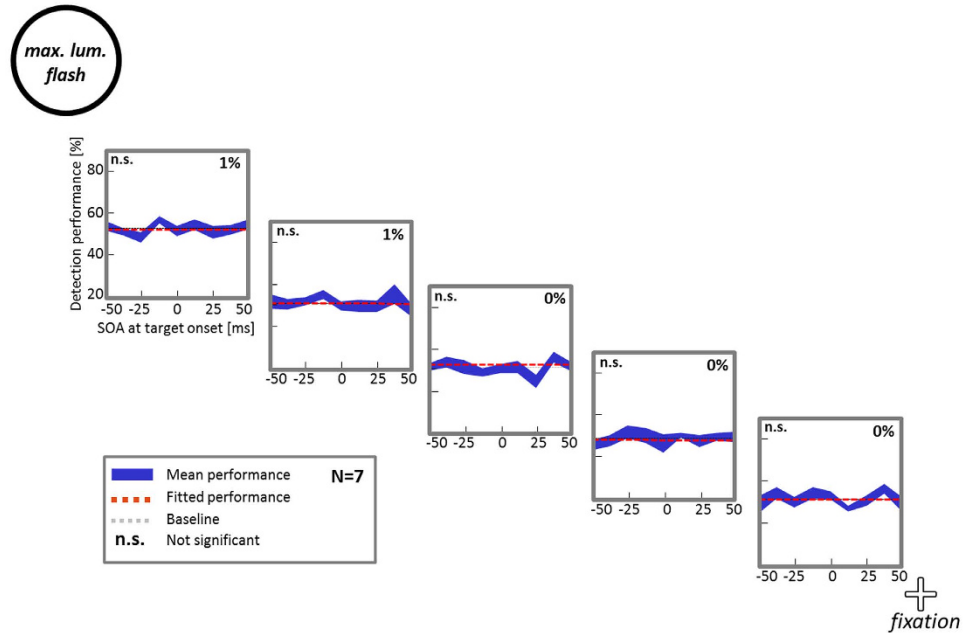 max. lum.
flash
Detection performance [%]
n.s. 1%
80
60
40
20
-50 -25 0 25 50
SOA at target onset [ms]
n.s. 1%
-50 -25 0 25 50
n.s. 0%
-50 -25 0 25 50
n.s. 0%
-50 -25 0 25 50
n.s. 0%
-50 -25 0 25 50
Mean performance N=7
Fitted performance
Baseline
n.s. Not significant
fixation